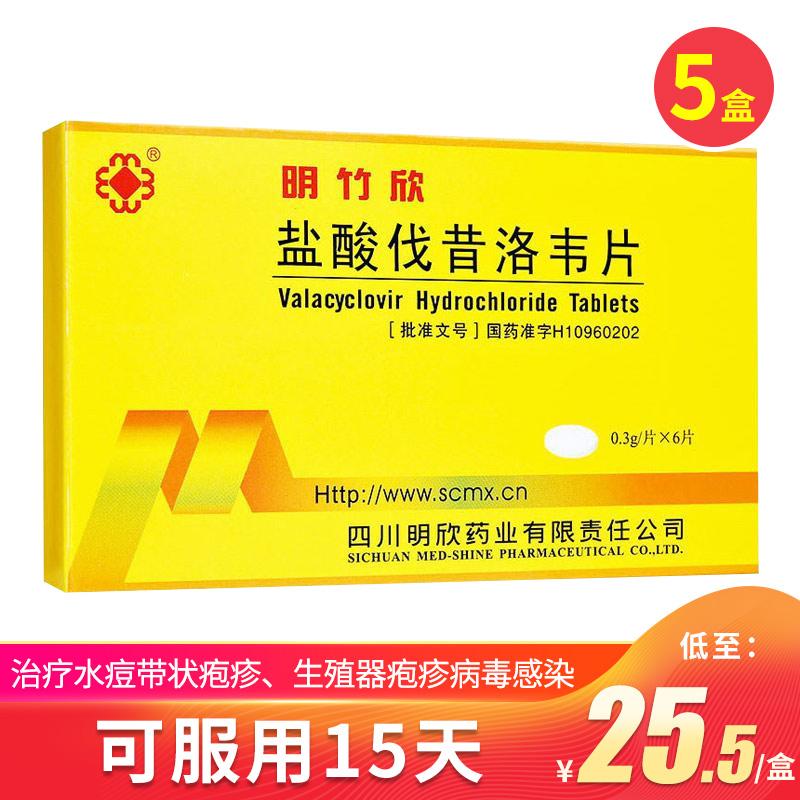 5盒
®
明竹欣
盐酸伐昔洛韦片
Valacyclovir Hydrochloride Tablets
[批准文号]国药准字H10960202
0.3g/片×6片
Http://www.scmx.cn
四川明欣药业有限责任公司
SICHUAN MED-SHINE PHARMACEUTICAL CO.,LTD.
治疗水痘带状疱疹、生殖器疱疹病毒感染
低至：
可服用15天
¥25.5/盒